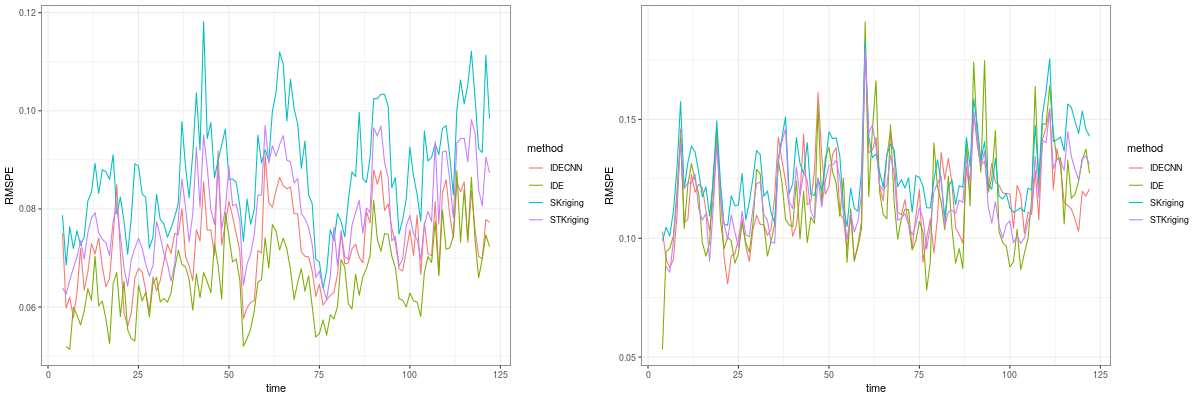 0.12
0.10
0.08
0.06
RMSPE
0 25 50 75 100 125
time
method
IDECNN
IDE
SKriging
STKriging
0.15
0.10
0.05
RMSPE
0 25 50 75 100 125
time
method
IDECNN
IDE
SKriging
STKriging